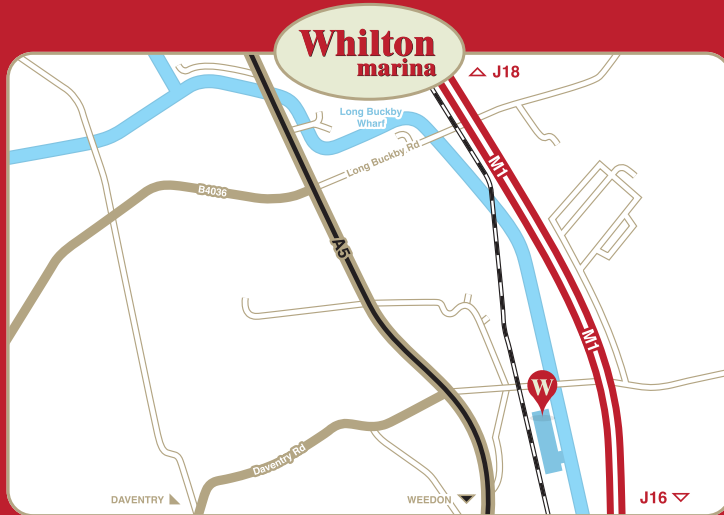 Whilton
marina
J18
Long Buckby
Wharf
Long Buckby Rd
M1
B4036
A5
M1
W
Daventry Rd
DAVENTRY
WEEDON
J16